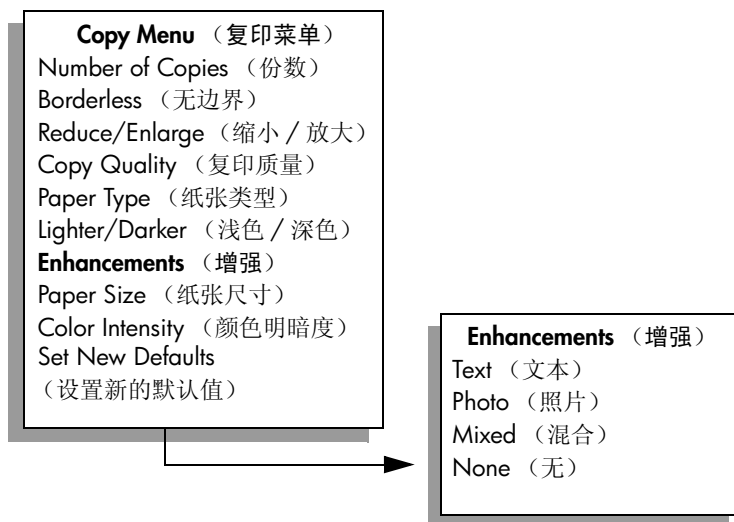 Copy Menu （复印菜单）
Number of Copies （份数）
Borderless （无边界）
Reduce/Enlarge （缩小 / 放大）
Copy Quality （复印质量）
Paper Type （纸张类型）
Lighter/Darker （浅色 / 深色）
Enhancements （增强）
Paper Size （纸张尺寸）
Color Intensity （颜色明暗度）
Set New Defaults
（设置新的默认值）
Enhancements （增强）
Text （文本）
Photo （照片）
Mixed （混合）
None （无）